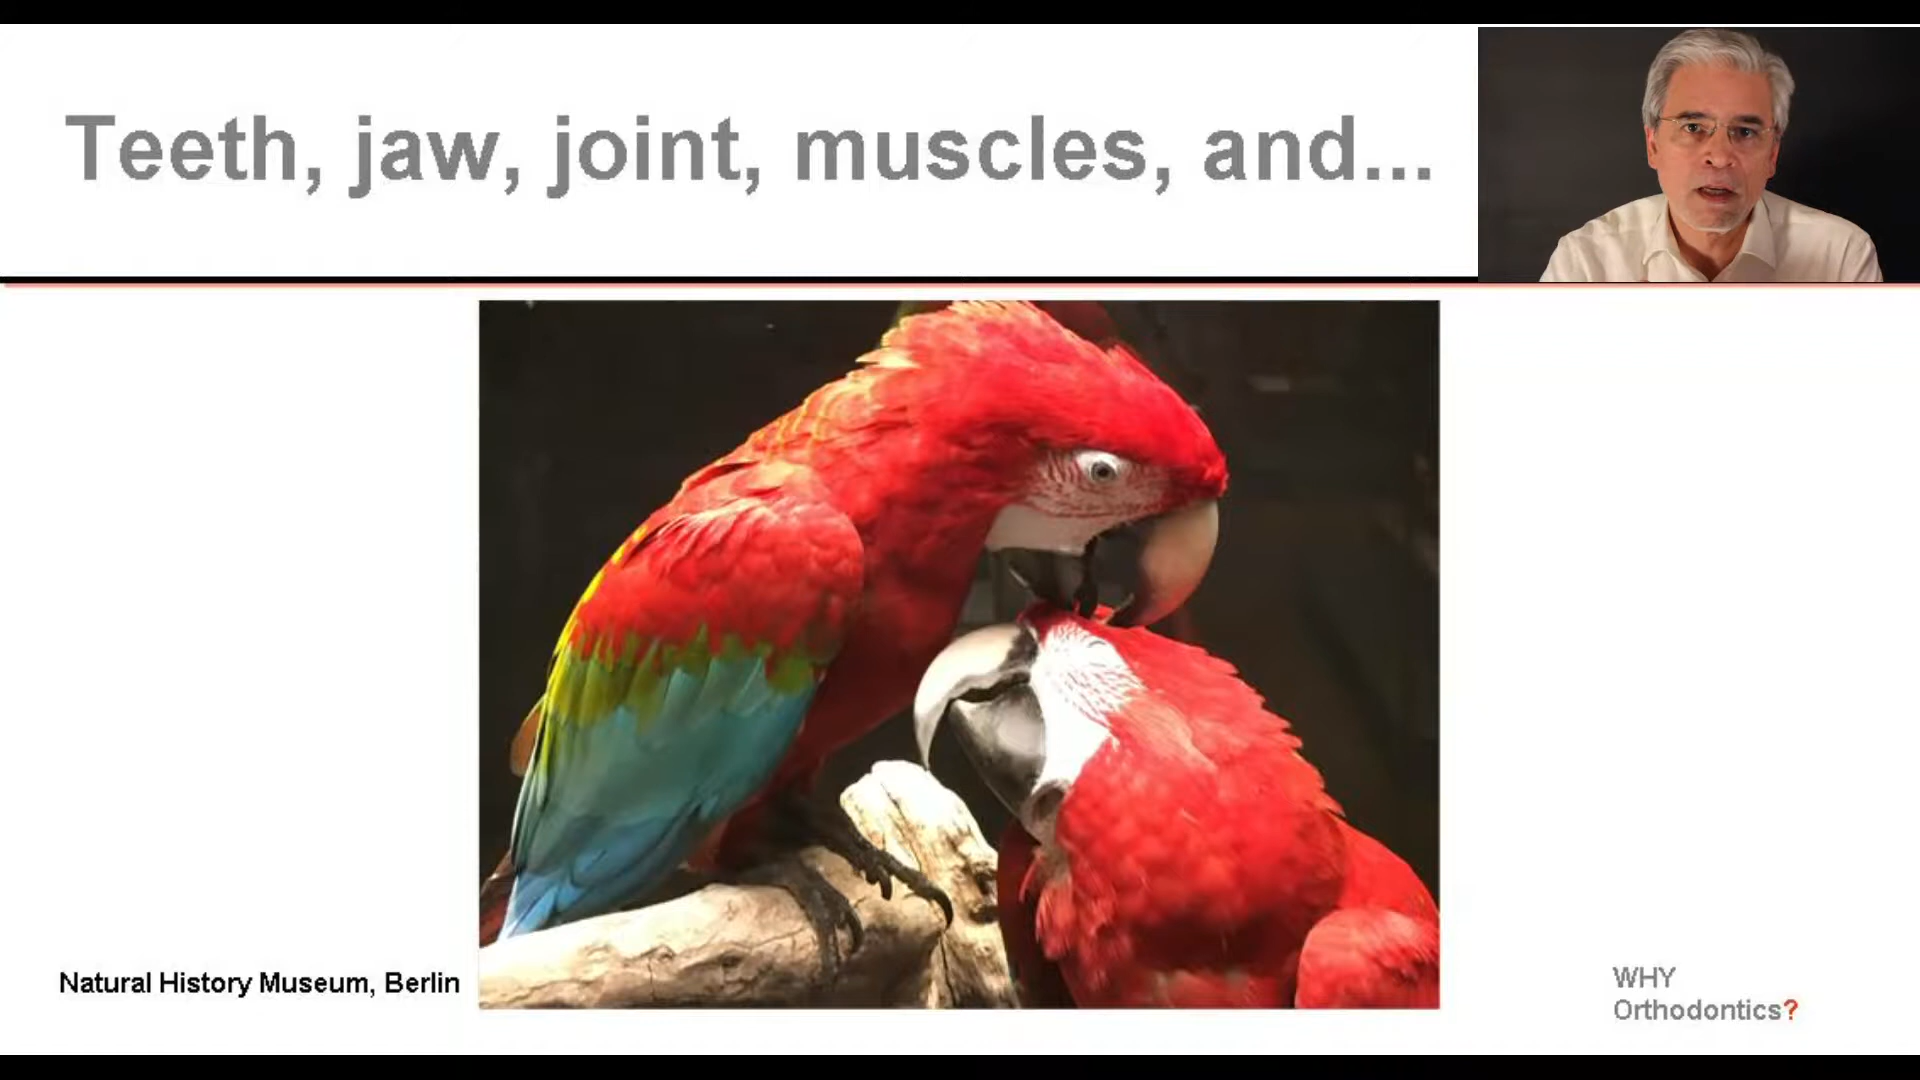 Teeth, jaw, joint, muscles, and...
Natural History Museum, Berlin
WHY
Orthodontics?